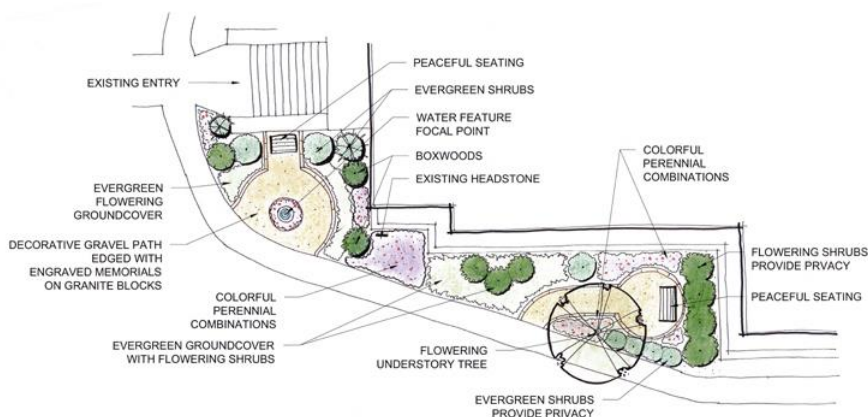 EXISTING ENTRY
PEACEFUL SEATING
EVERGREEN SHRUBS
WATER FEATURE
FOCAL POINT
BOXWOODS
EXISTING HEADSTONE
COLORFUL
PERENNIAL
COMBINATIONS
EVERGREEN
FLOWERING
GROUNDCOVER
DECORATIVE GRAVEL PATH
EDGED WITH
ENGRAVED MEMORIALS
ON GRANITE BLOCKS
FLOWERING SHRUBS
PROVIDE PRVACY
PEACEFUL SEATING
COLORFUL
PERENNIAL
COMBINATIONS
EVERGREEN GROUNDCOVER
WITH FLOWERING SHRUBS
FLOWERING
UNDERSTORY TREE
EVERGREEN SHRUBS
PROVIDE PRIVACY